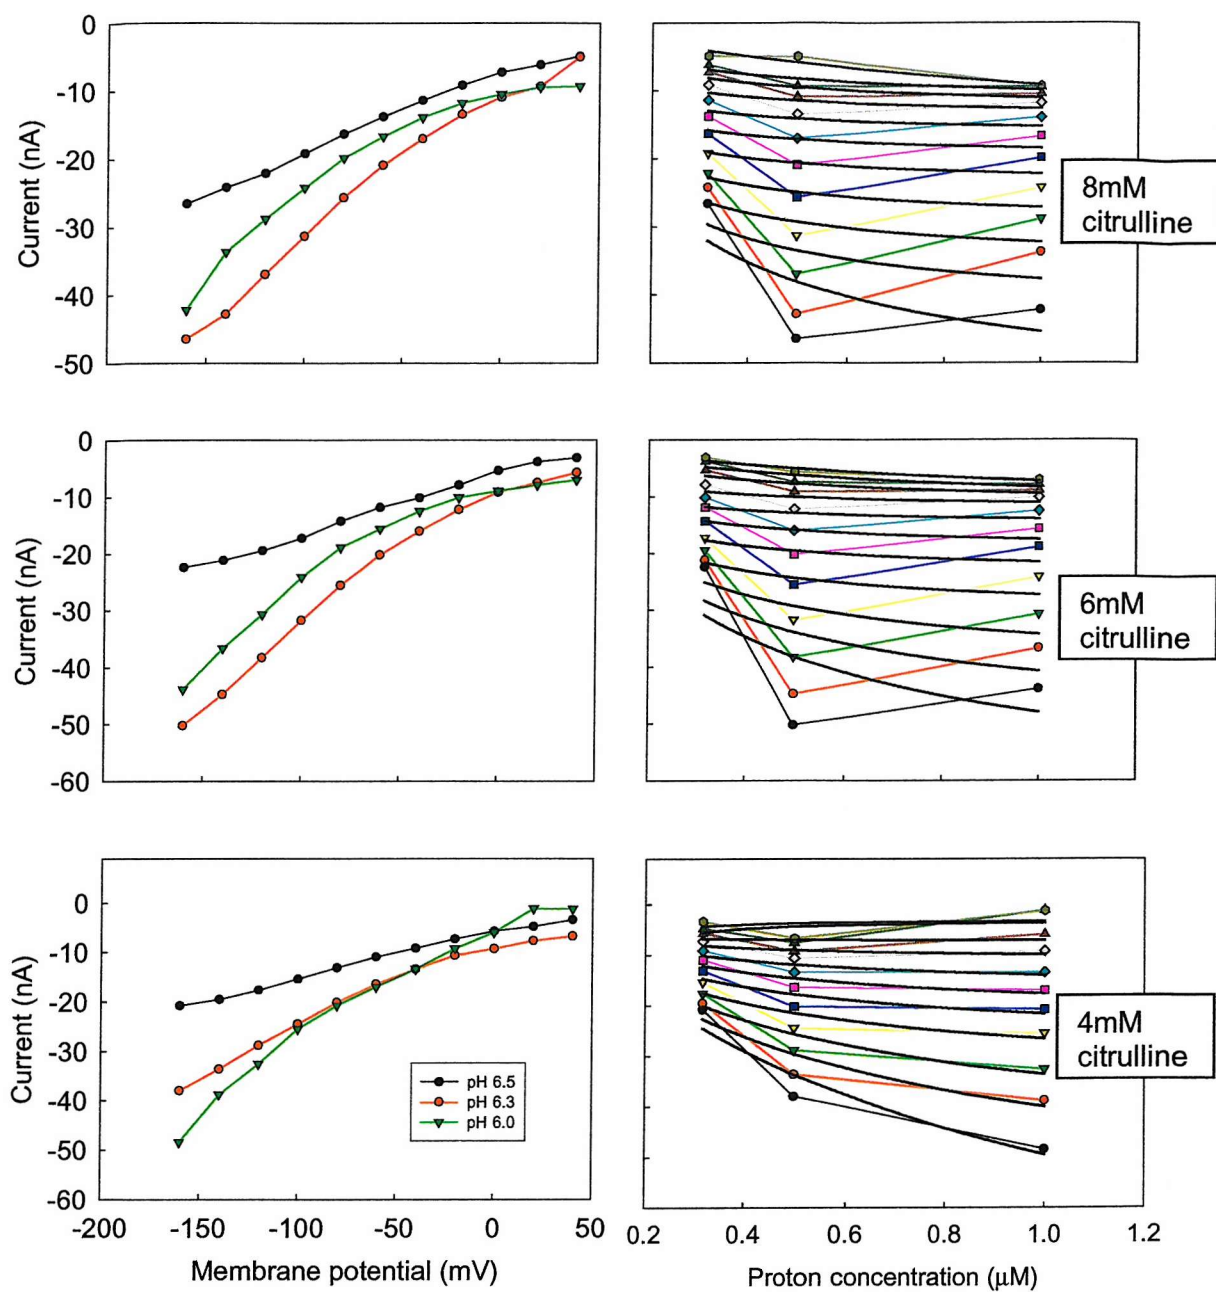 0
-10
-20
-30
-40
-50
Current (nA)
8mM
citrulline
0
-10
-20
-30
-40
-50
-60
Current (nA)
6mM
citrulline
0
-10
-20
-30
-40
-50
-60
Current (nA)
pH 6.5
pH 6.3
pH 6.0
4mM
citrulline
-200 -150 -100 -50 0 50
Membrane potential (mV)
0.2 0.4 0.6 0.8 1.0 1.2
Proton concentration (μM)